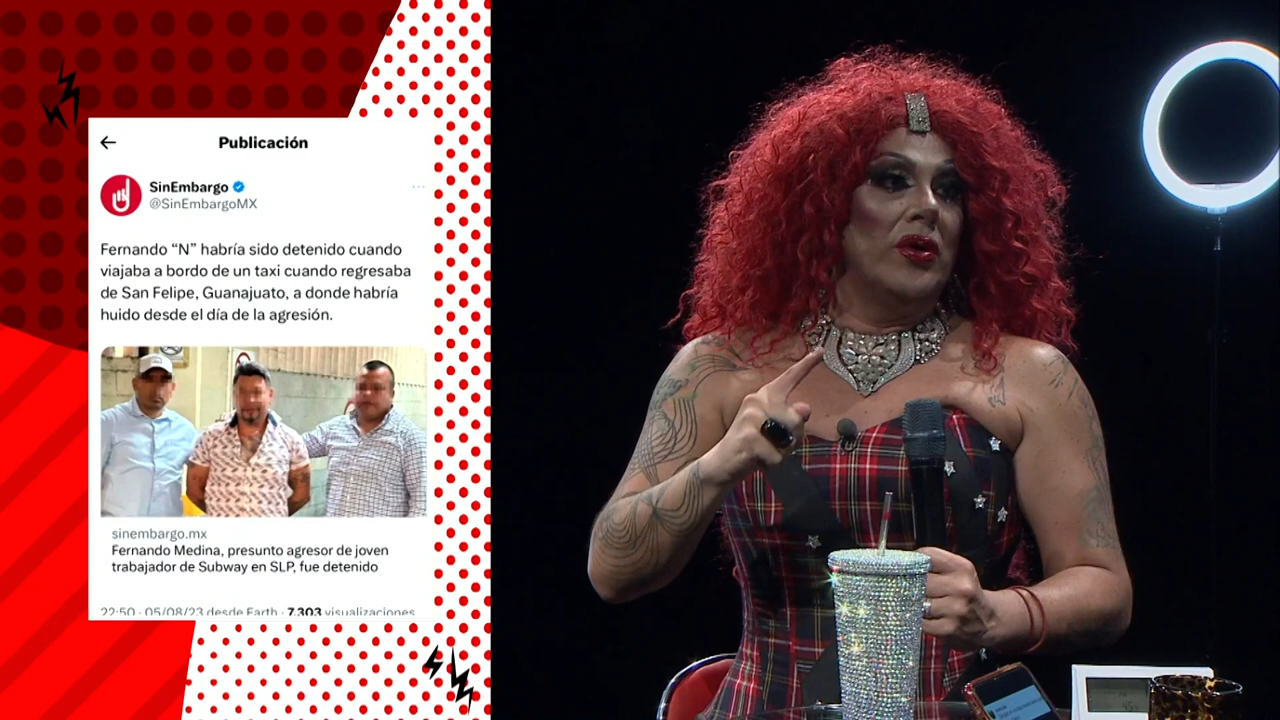 Publicación
SinEmbargo
@SinEmbargoMX
Fernando “N” habría sido detenido cuando
viajaba a bordo de un taxi cuando regresaba
de San Felipe, Guanajuato, a donde habría
huido desde el día de la agresión.
sinembargo.mx
Fernando Medina, presunto agresor de joven
trabajador de Subway en SLP, fue detenido
22:50 · 05/08/23 desde Earth · 7,303 visualizaciones